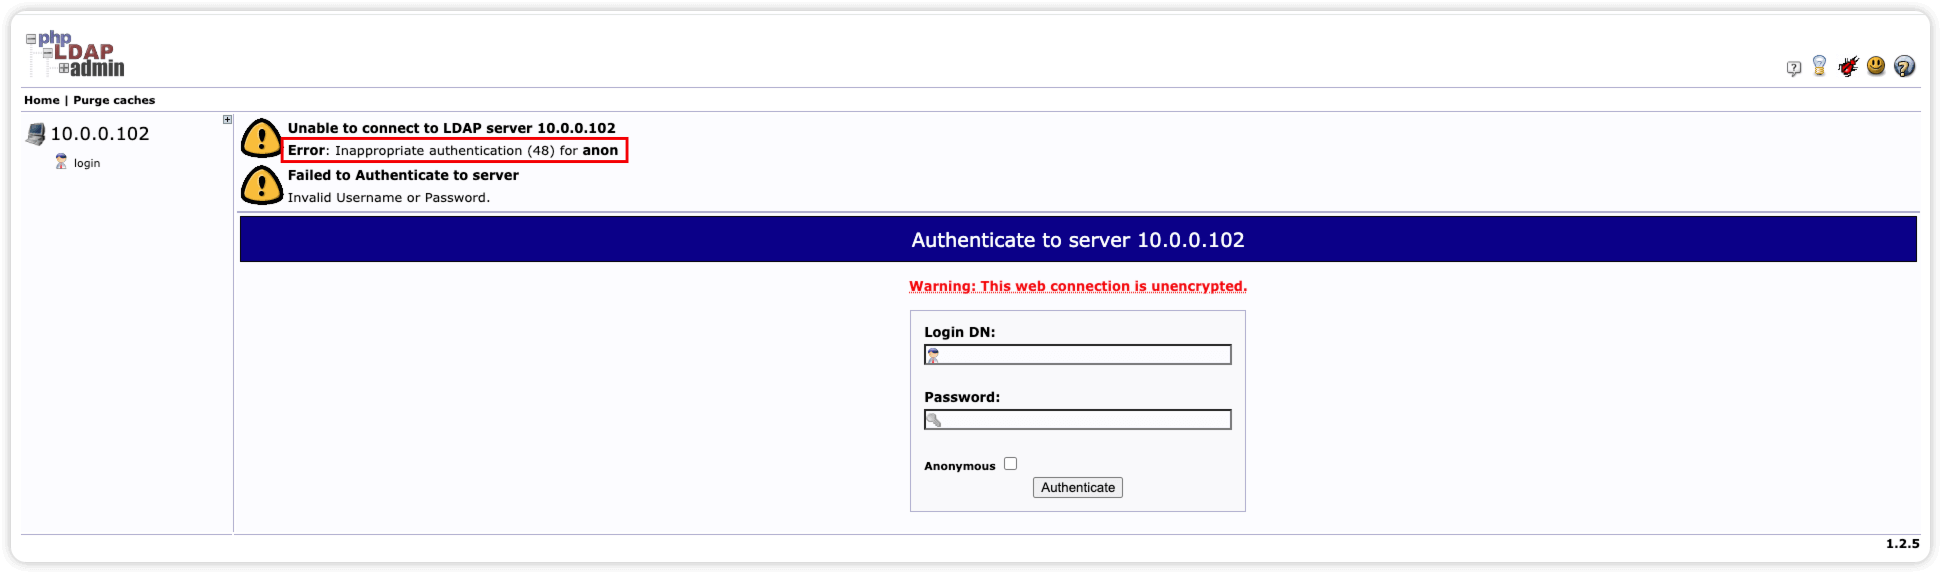 php
LDAP
admin
Home | Purge caches
10.0.0.102
login
Unable to connect to LDAP server 10.0.0.102
Error: Inappropriate authentication (48) for anon
Failed to Authenticate to server
Invalid Username or Password.
Authenticate to server 10.0.0.102
Warning: This web connection is unencrypted.
Login DN:
Password:
Anonymous
Authenticate
1.2.5